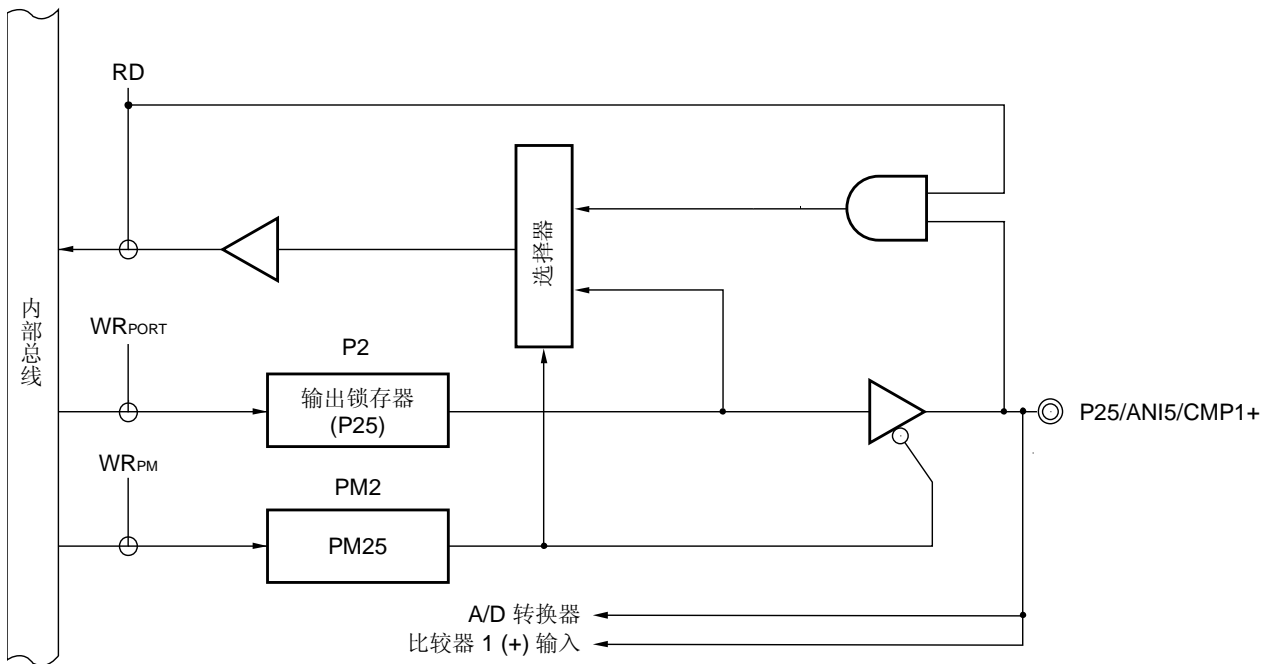 RD
选择器
内部总线
WRPORT
P2
输出锁存器
(P25)
P25/ANI5/CMP1+
WRPM
PM2
PM25
A/D 转换器
比较器 1 (+) 输入